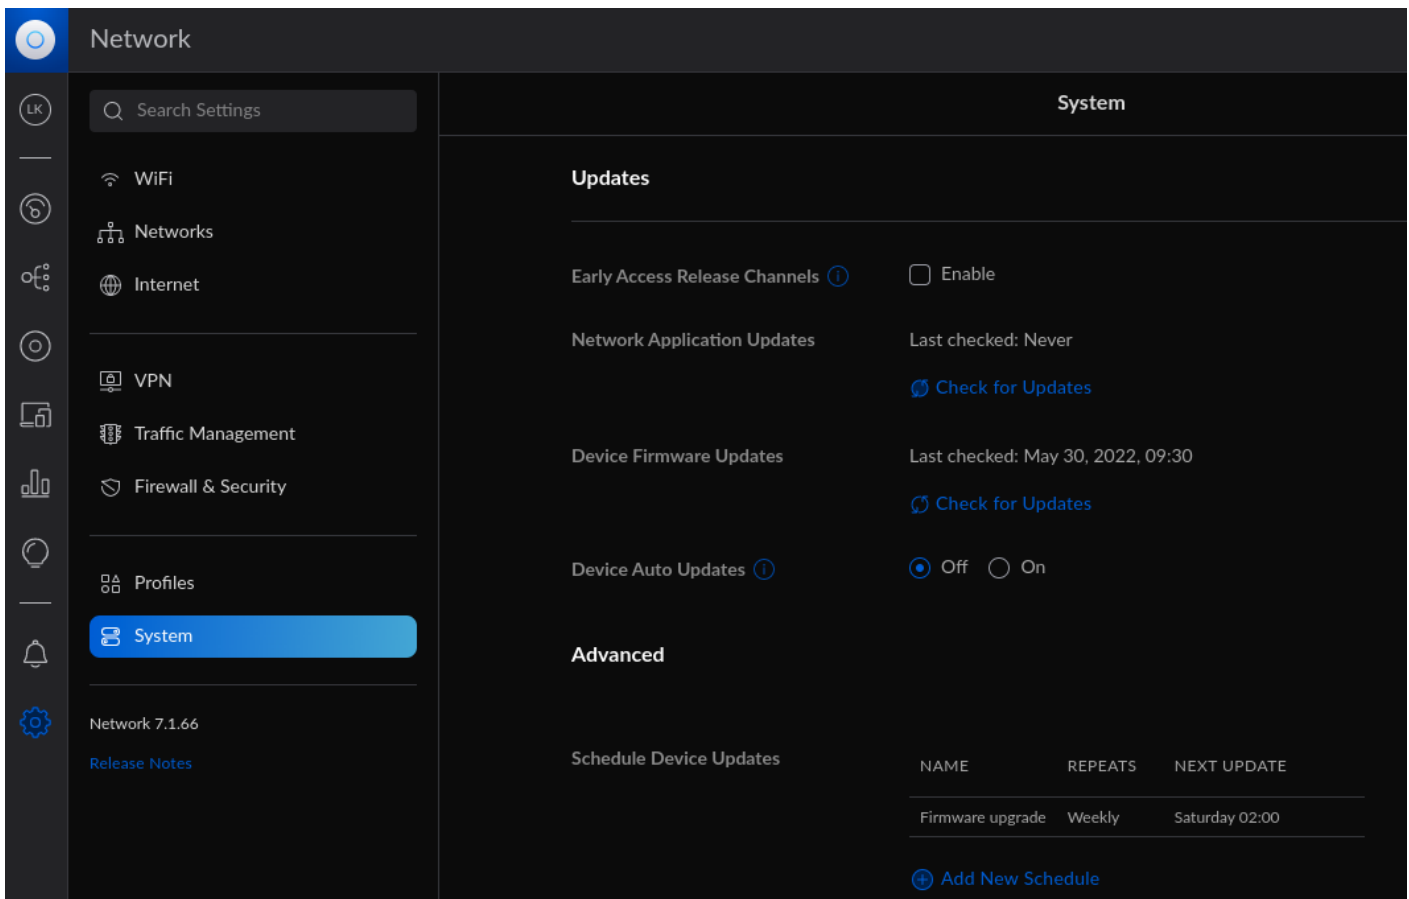 Network
LK
Search Settings
WiFi
Networks
Internet
VPN
Traffic Management
Firewall & Security
Profiles
System
Network 7.1.66
Release Notes
System
Updates
Early Access Release Channels
Enable
Network Application Updates
Last checked: Never
Check for Updates
Device Firmware Updates
Last checked: May 30, 2022, 09:30
Check for Updates
Device Auto Updates
Off On
Advanced
Schedule Device Updates
NAME REPEATS NEXT UPDATE
Firmware upgrade Weekly Saturday 02:00
Add New Schedule